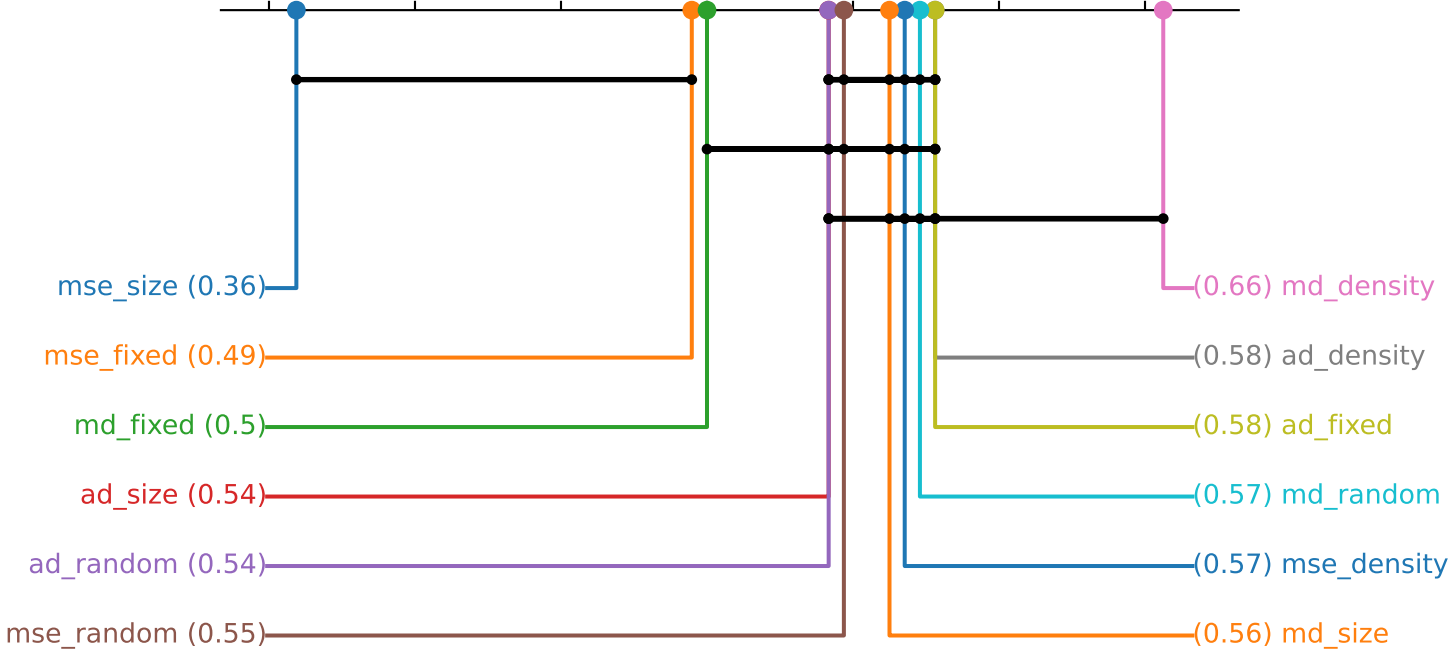 mse_size (0.36)
(0.66) md_density
mse_fixed (0.49)
(0.58) ad_density
md_fixed (0.5)
(0.58) ad_fixed
ad_size (0.54)
(0.57) md_random
ad_random (0.54)
(0.57) mse_density
mse_random (0.55)
(0.56) md_size